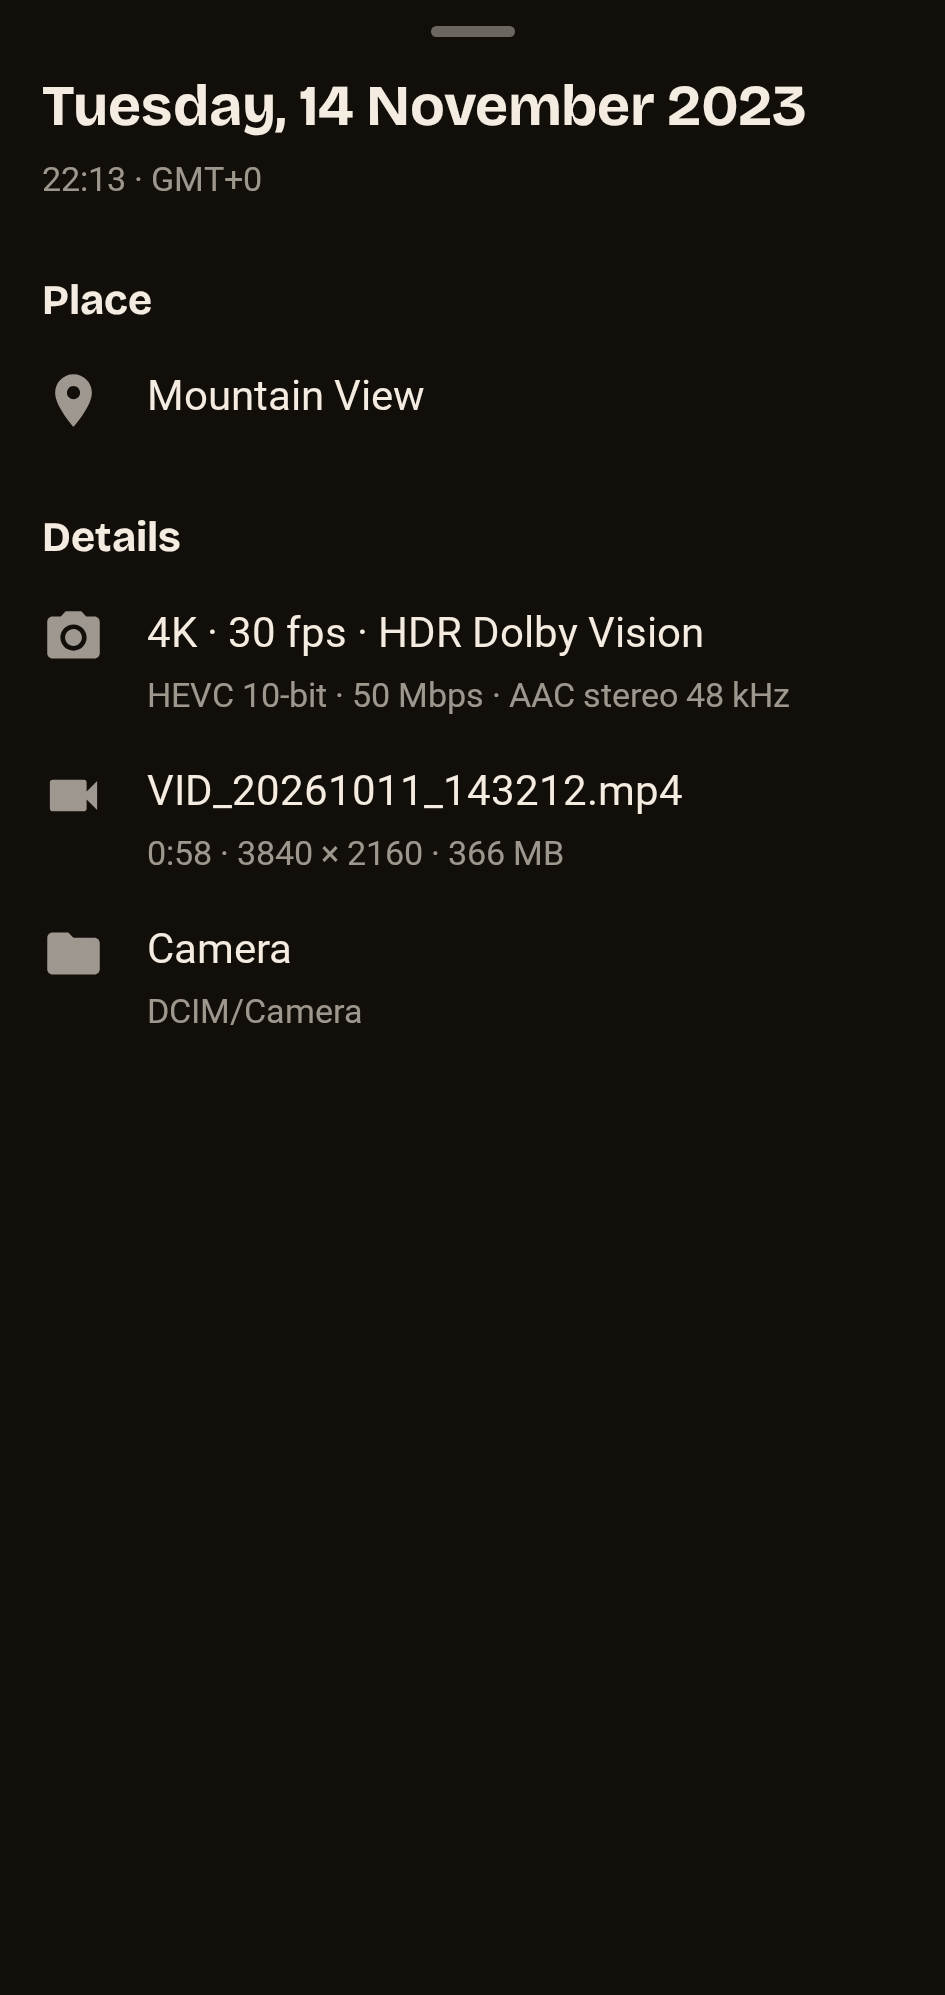 Tuesday, 14 November 2023
22:13 · GMT+0
Place
Mountain View
Details
4K · 30 fps · HDR Dolby Vision
HEVC 10-bit · 50 Mbps · AAC stereo 48 kHz
VID_20261011_143212.mp4
0:58 · 3840 × 2160 · 366 MB
Camera
DCIM/Camera